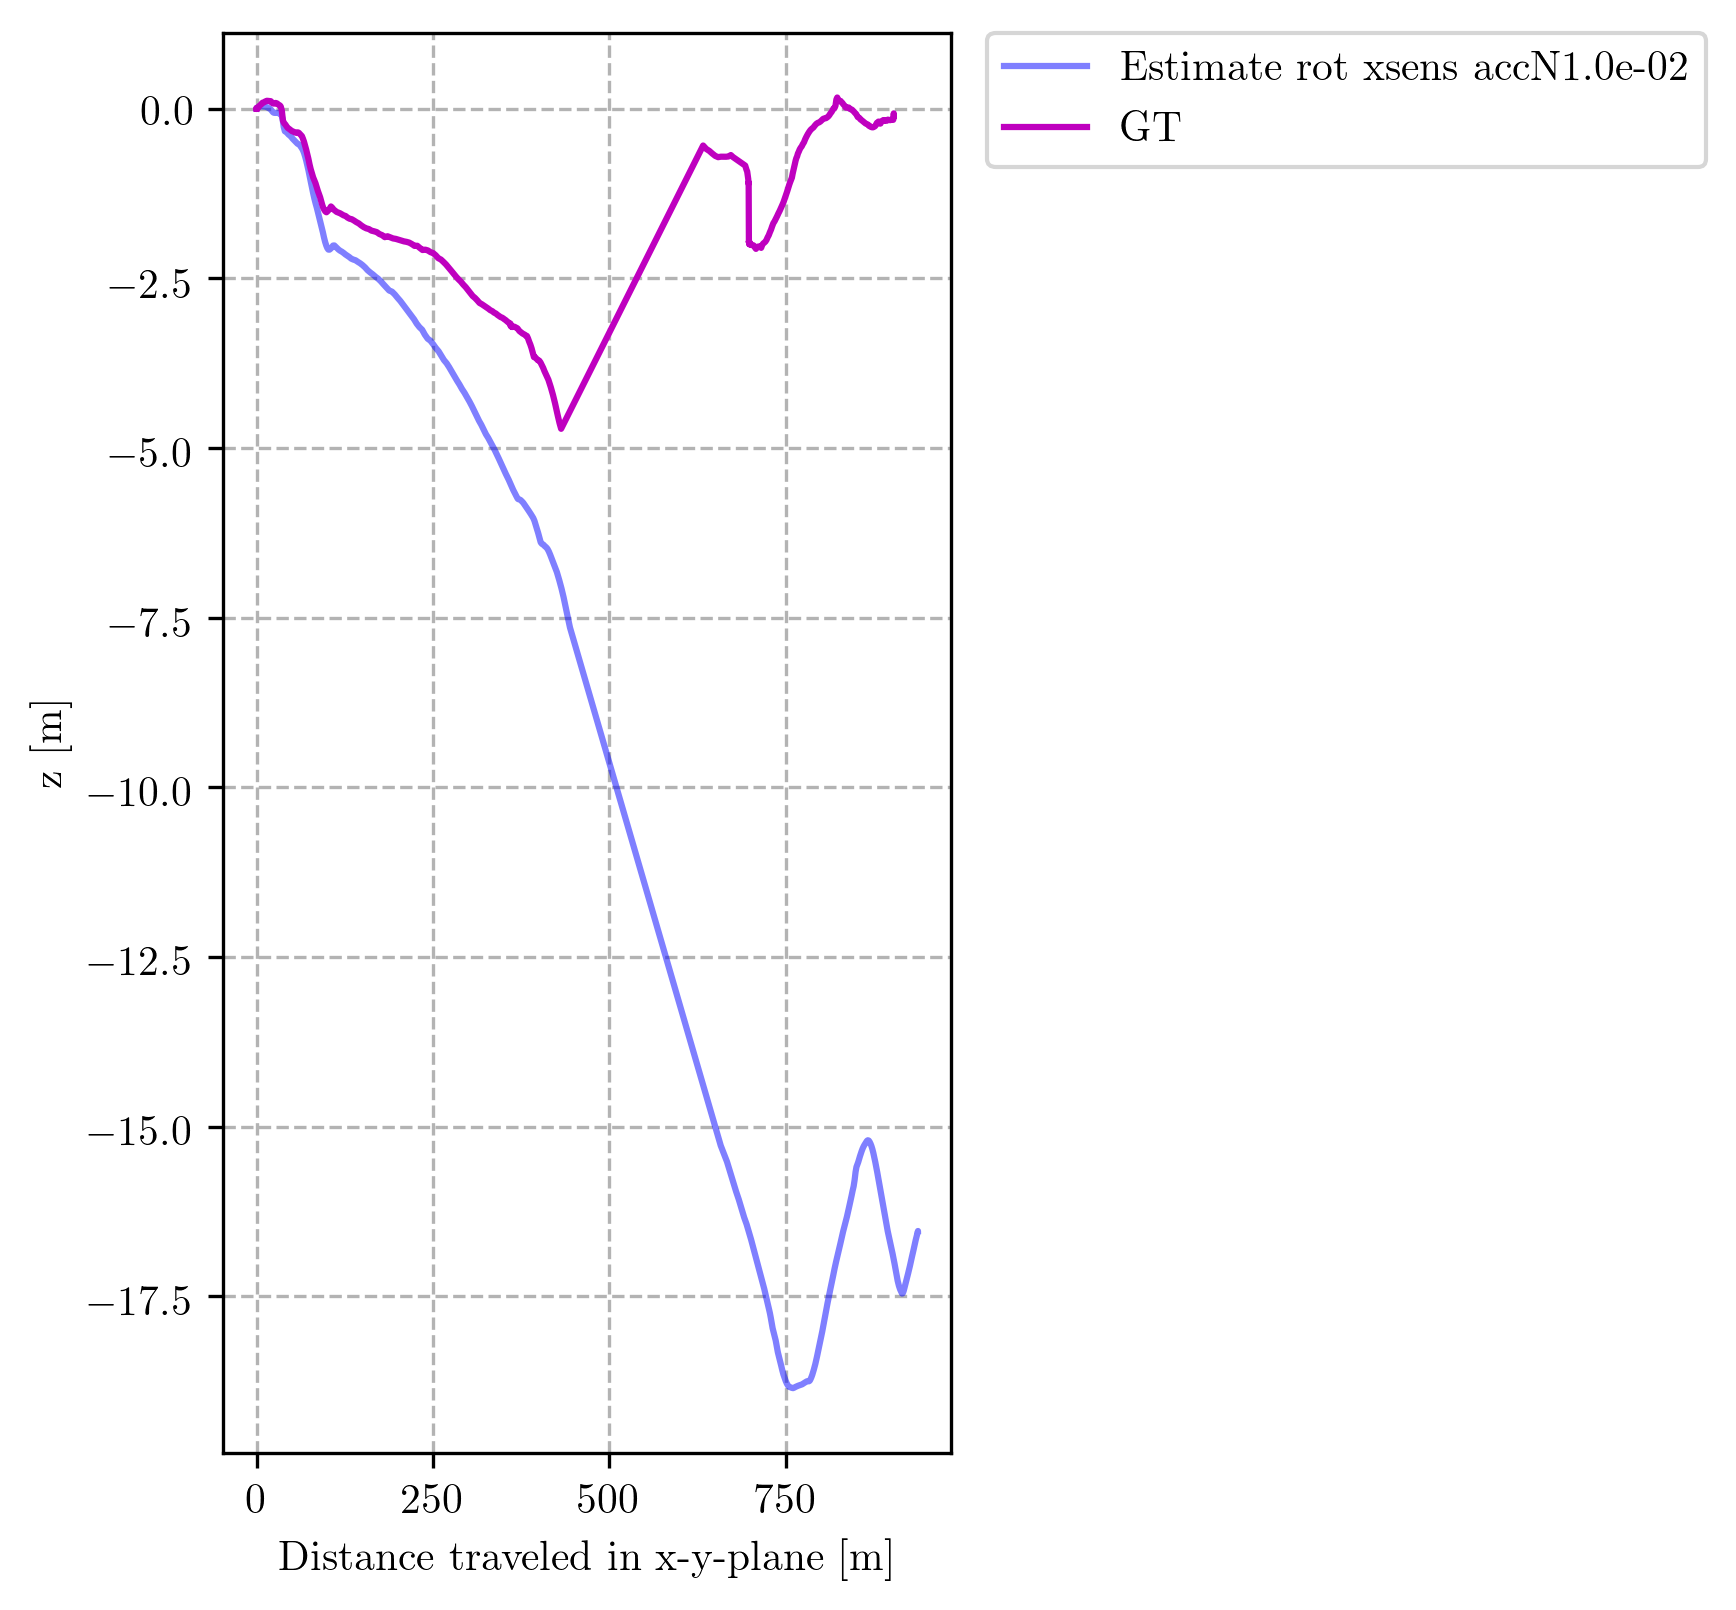 Estimate rot xsens accN1.0e-02
GT
0.0
−2.5
−5.0
−7.5
−10.0
−12.5
−15.0
−17.5
z [m]
0 250 500 750
Distance traveled in x-y-plane [m]